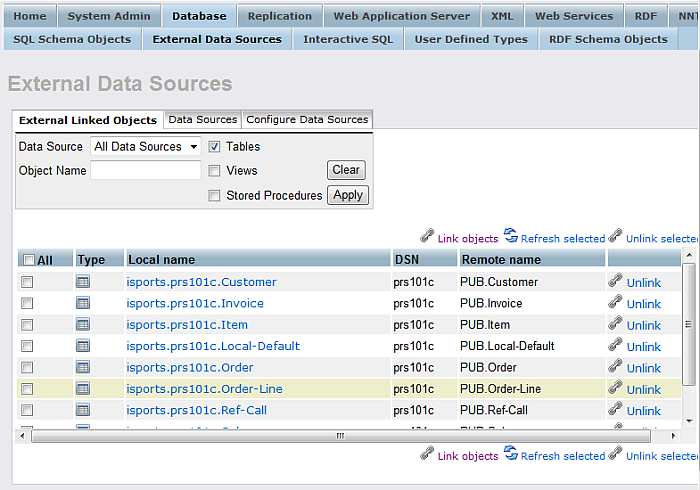 Home System Admin Database Replication Web Application Server XML Web Services RDF NNT
SQL Schema Objects External Data Sources Interactive SQL User Defined Types RDF Schema Objects
External Data Sources
External Linked Objects Data Sources Configure Data Sources
Data Source All Data Sources Tables
Object Name Views Clear
Stored Procedures Apply
Link objects Refresh selected Unlink selected
All Type Local name DSN Remote name
isports.prs101c.Customer prs101c PUB.Customer Unlink
isports.prs101c.Invoice prs101c PUB.Invoice Unlink
isports.prs101c.Item prs101c PUB.Item Unlink
isports.prs101c.Local-Default prs101c PUB.Local-Default Unlink
isports.prs101c.Order prs101c PUB.Order Unlink
isports.prs101c.Order-Line prs101c PUB.Order-Line Unlink
isports.prs101c.Ref-Call prs101c PUB.Ref-Call Unlink
Link objects Refresh selected Unlink selected